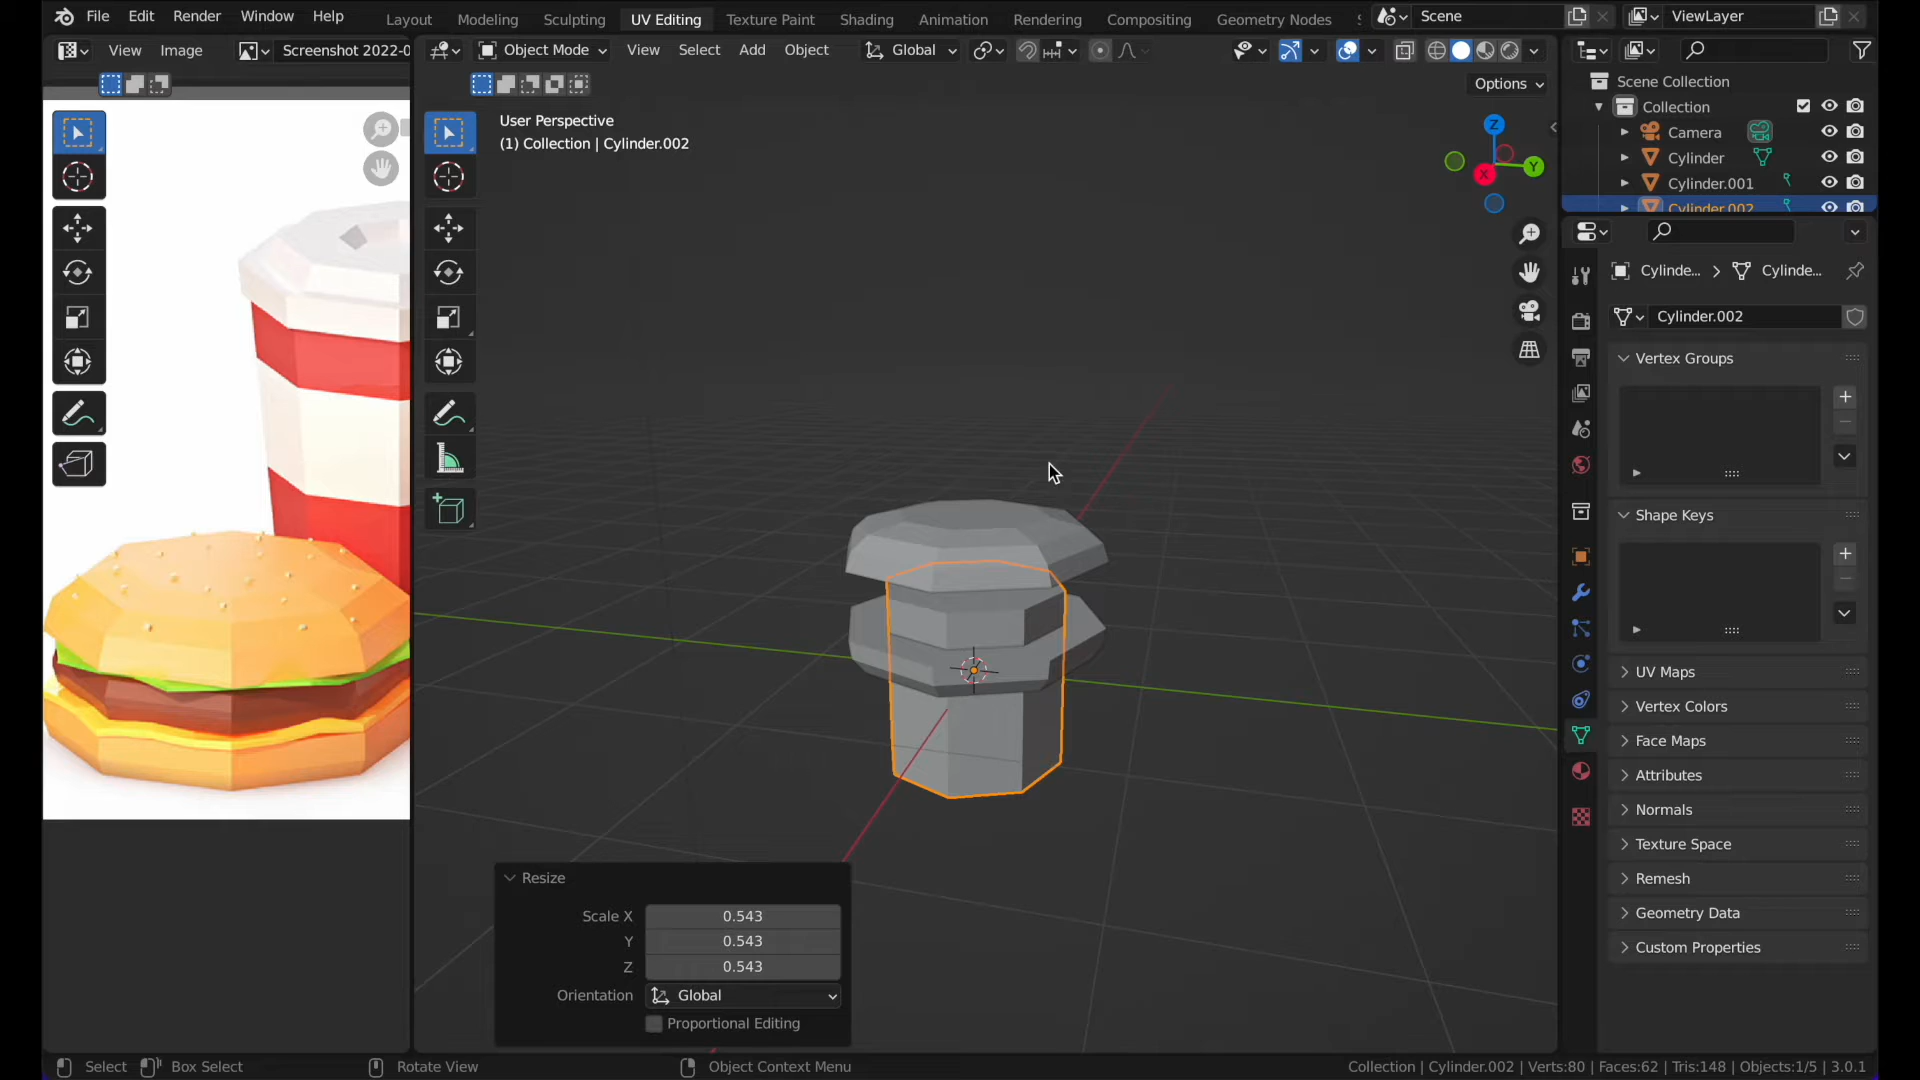 File Edit Render Window Help
Layout Modeling Sculpting UV Editing Texture Paint Shading Animation Rendering Compositing Geometry Nodes
Scene
ViewLayer
View Image Screenshot 2022-0
Object Mode View Select Add Object Global
Options
User Perspective
(1) Collection | Cylinder.002
Z
Y
X
Scene Collection
Collection
Camera
Cylinder
Cylinder.001
Cylinder.002
Cylinde... Cylinde...
Cylinder.002
Vertex Groups
Shape Keys
UV Maps
Vertex Colors
Face Maps
Attributes
Normals
Texture Space
Remesh
Geometry Data
Custom Properties
Resize
Scale X 0.543
Y 0.543
Z 0.543
Orientation Global
Proportional Editing
Select Box Select Rotate View Object Context Menu
Collection | Cylinder.002 | Verts:80 | Faces:62 | Tris:148 | Objects:1/5 | 3.0.1